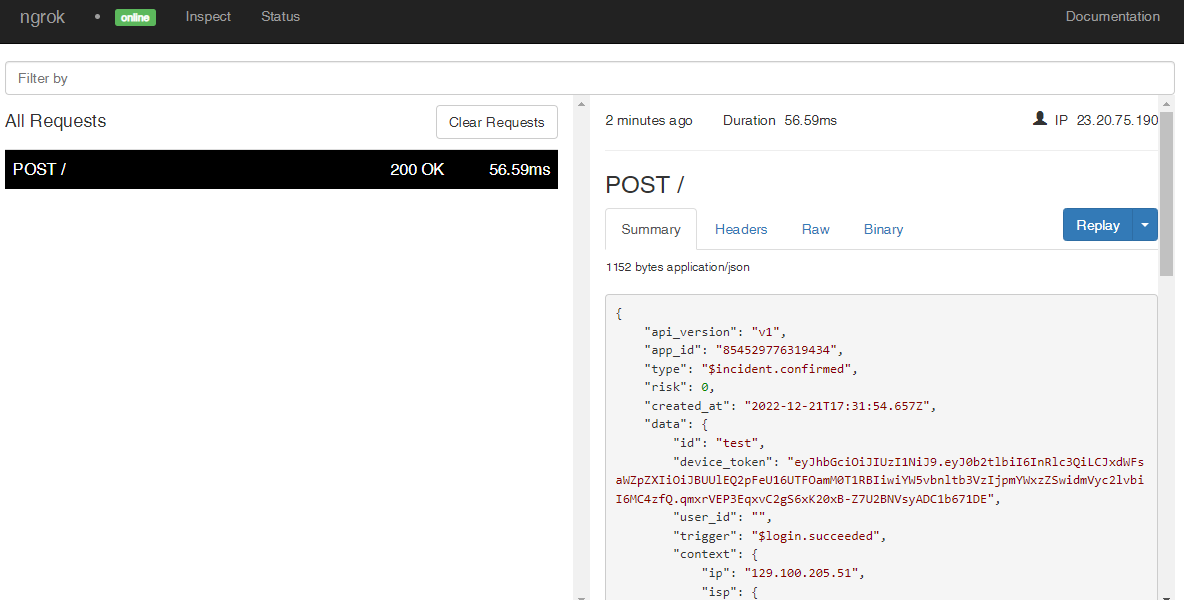 ngrok • online Inspect Status Documentation
Filter by
All Requests Clear Requests
POST / 200 OK 56.59ms
2 minutes ago Duration 56.59ms IP 23.20.75.190
POST /
Summary Headers Raw Binary Replay
1152 bytes application/json
{
"api_version": "v1",
"app_id": "854529776319434",
"type": "$incident.confirmed",
"risk": 0,
"created_at": "2022-12-21T17:31:54.657Z",
"data": {
"id": "test",
"device_token": "eyJhbGciOiJIUzI1NiJ9.eyJ0b2tlbiI6InRlc3QiLCJxdWFs
aWZpZXIiOiJBUUlEQ2pFeU16UTFOamM0T1RBIiwiYW5vbnltb3VzIjpmYWxzZSwidmVyc2lvbi
I6MC4zfQ.qmxrVEP3EqxvC2gS6xK20xB-Z7U2BNVsyADC1b671DE",
"user_id": "",
"trigger": "$login.succeeded",
"context": {
"ip": "129.100.205.51",
"isp": {